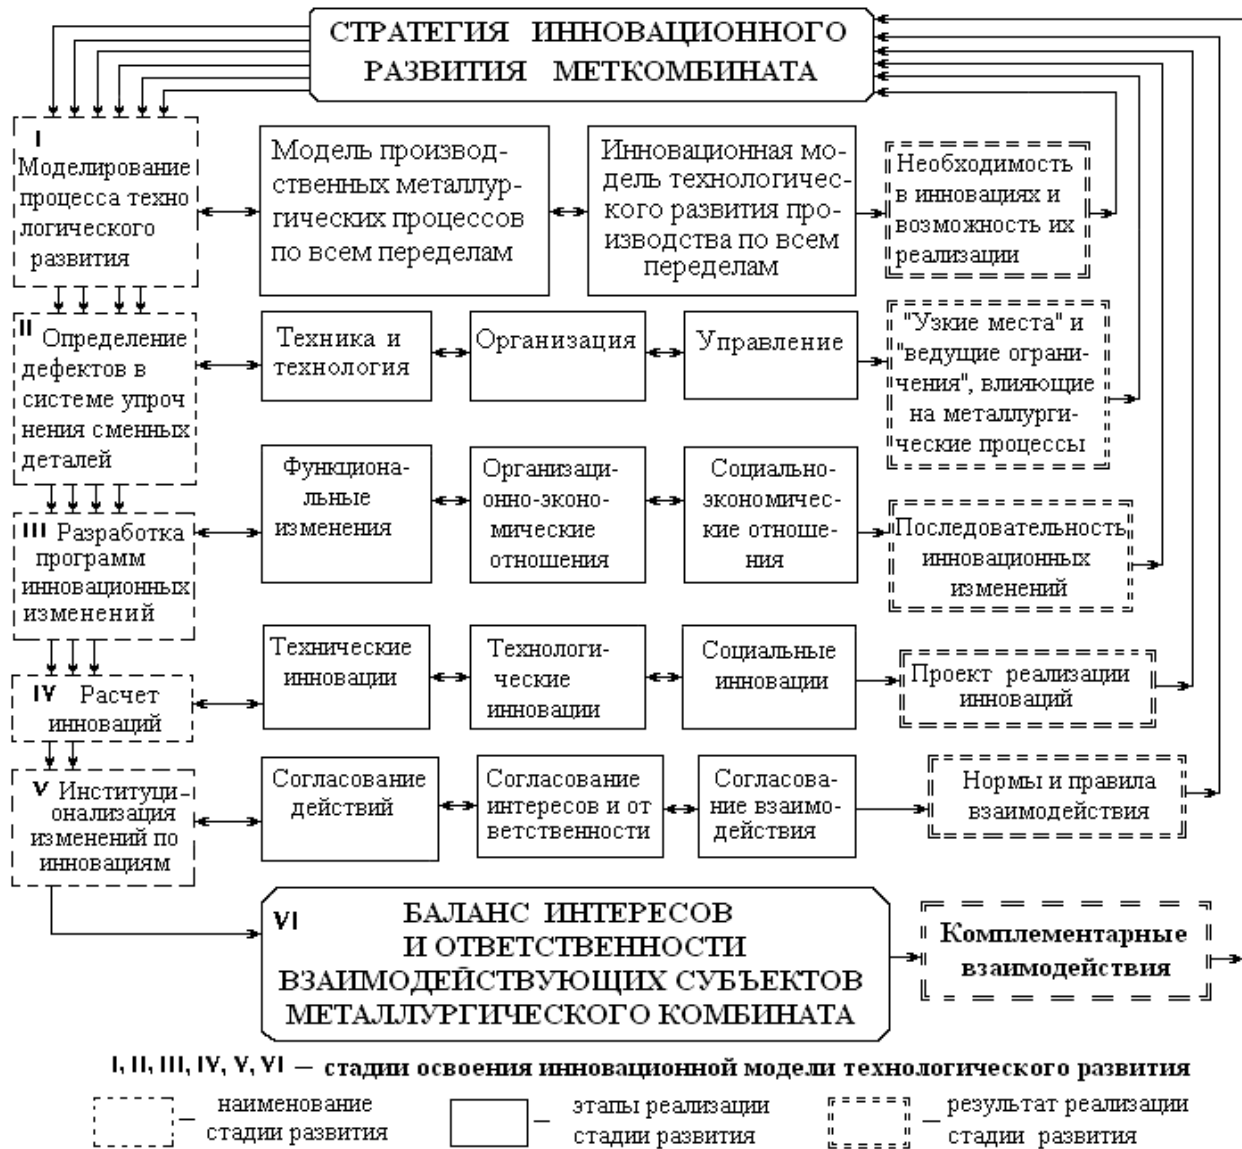 СТРАТЕГИЯ ИННОВАЦИОННОГО
РАЗВИТИЯ МЕТКОМБИНАТА
I
Моделирование
процесса техно
логического
развития
Модель производ-
ственных металлур-
гических процессов
по всем переделам
Инновационная мо-
дель технологичес-
кого развития про-
изводства по всем
переделам
Необходимость
в инновациях и
возможность их
реализации
II Определение
дефектов в
системе упроч
нения сменных
деталей
Техника и
технология
Организация
Управление
"Узкие места" и
"ведущие ограни-
чения", влияющие
на металлурги-
ческие процессы
III Разработка
программ
инновационных
изменений
Функциона-
льные
изменения
Организаци-
онно-эконо-
мические
отношения
Социально-
экономичес-
кие отноше-
ния
Последовательность
инновационных
изменений
IV Расчет
инноваций
Технические
инновации
Технологи-
ческие
инновации
Социальные
инновации
Проект реализации
инноваций
V Институци-
онализация
изменений по
инновациям
Согласование
действий
Согласование
интересов и от
ветственности
Согласова-
ние взаимо-
действия
Нормы и правила
взаимодействия
VI БАЛАНС ИНТЕРЕСОВ
И ОТВЕТСТВЕННОСТИ
ВЗАИМОДЕЙСТВУЮЩИХ СУБЪЕКТОВ
МЕТАЛЛУРГИЧЕСКОГО КОМБИНАТА
Комплементарные
взаимодействия
I, II, III, IV, V, VI – стадии освоения инновационной модели технологического развития
– наименование
стадии развития
– этапы реализации
стадии развития
– результат реализации
стадии развития